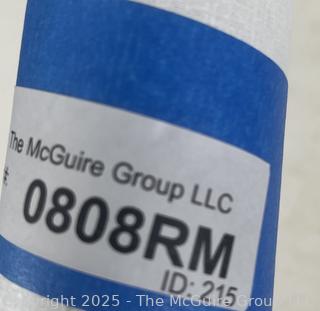 The McGuire Group LLC
#:
0808RM
ID: 215
Copyright 2025 - The McGuire Group LLC